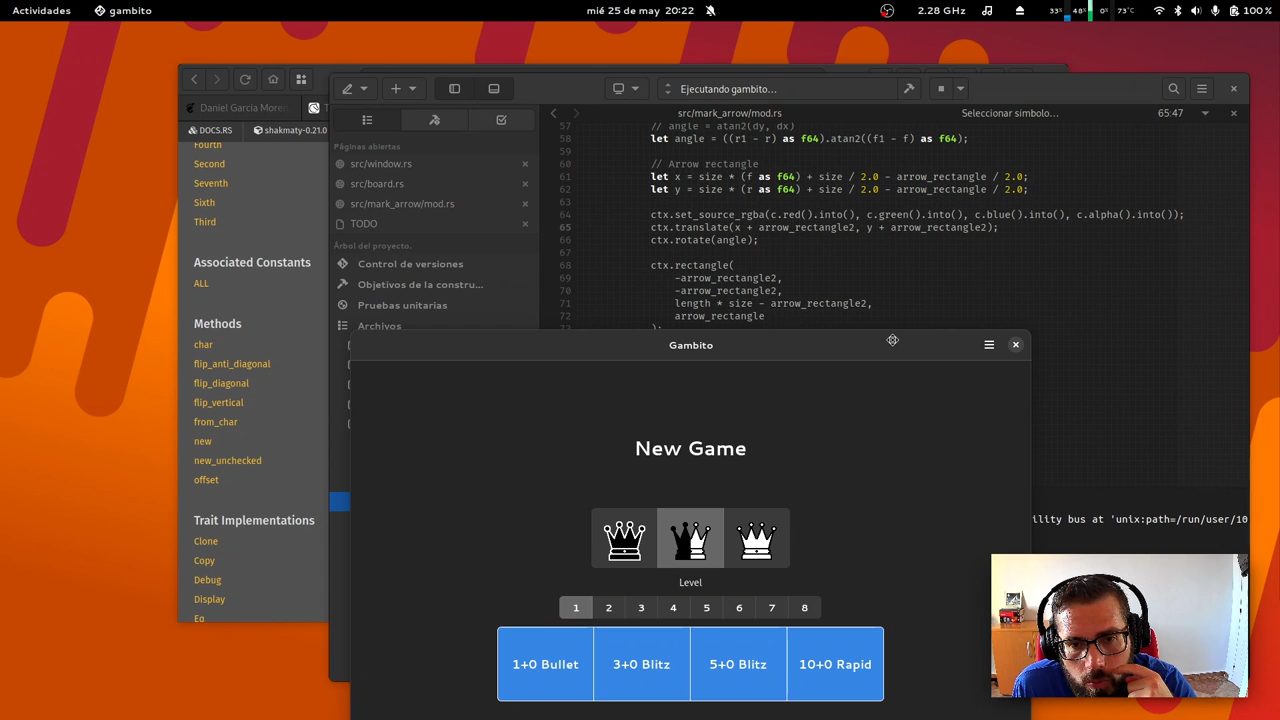 Actividades
gambito
mié 25 de may 20:22
2.28 GHz
33%
48%
0%
73°C
100 %
Daniel Garcia Moren
DOCS.RS
shakmaty-0.21.0
Fourth
Second
Seventh
Sixth
Third
Associated Constants
ALL
Methods
char
flip_anti_diagonal
flip_diagonal
flip_vertical
from_char
new
new_unchecked
offset
Trait Implementations
Clone
Copy
Debug
Display
Eq
Ejecutando gambito...
src/mark_arrow/mod.rs
Seleccionar símbolo...
65:47
Páginas abiertas
src/window.rs
src/board.rs
src/mark_arrow/mod.rs
TODO
Árbol del proyecto.
Control de versiones
Objetivos de la constru...
Pruebas unitarias
Archivos
57 // angle = atan2(dy, dx)
58 let angle = ((r1 - r) as f64).atan2((f1 - f) as f64);
59
60 // Arrow rectangle
61 let x = size * (f as f64) + size / 2.0 - arrow_rectangle / 2.0;
62 let y = size * (r as f64) + size / 2.0 - arrow_rectangle / 2.0;
63
64 ctx.set_source_rgba(c.red().into(), c.green().into(), c.blue().into(), c.alpha().into());
65 ctx.translate(x + arrow_rectangle2, y + arrow_rectangle2);
66 ctx.rotate(angle);
67
68 ctx.rectangle(
69 -arrow_rectangle2,
70 -arrow_rectangle2,
71 length * size - arrow_rectangle2,
72 arrow_rectangle
);
ility bus at 'unix:path=/run/user/10
Gambito
New Game
Level
1 2 3 4 5 6 7 8
1+0 Bullet
3+0 Blitz
5+0 Blitz
10+0 Rapid